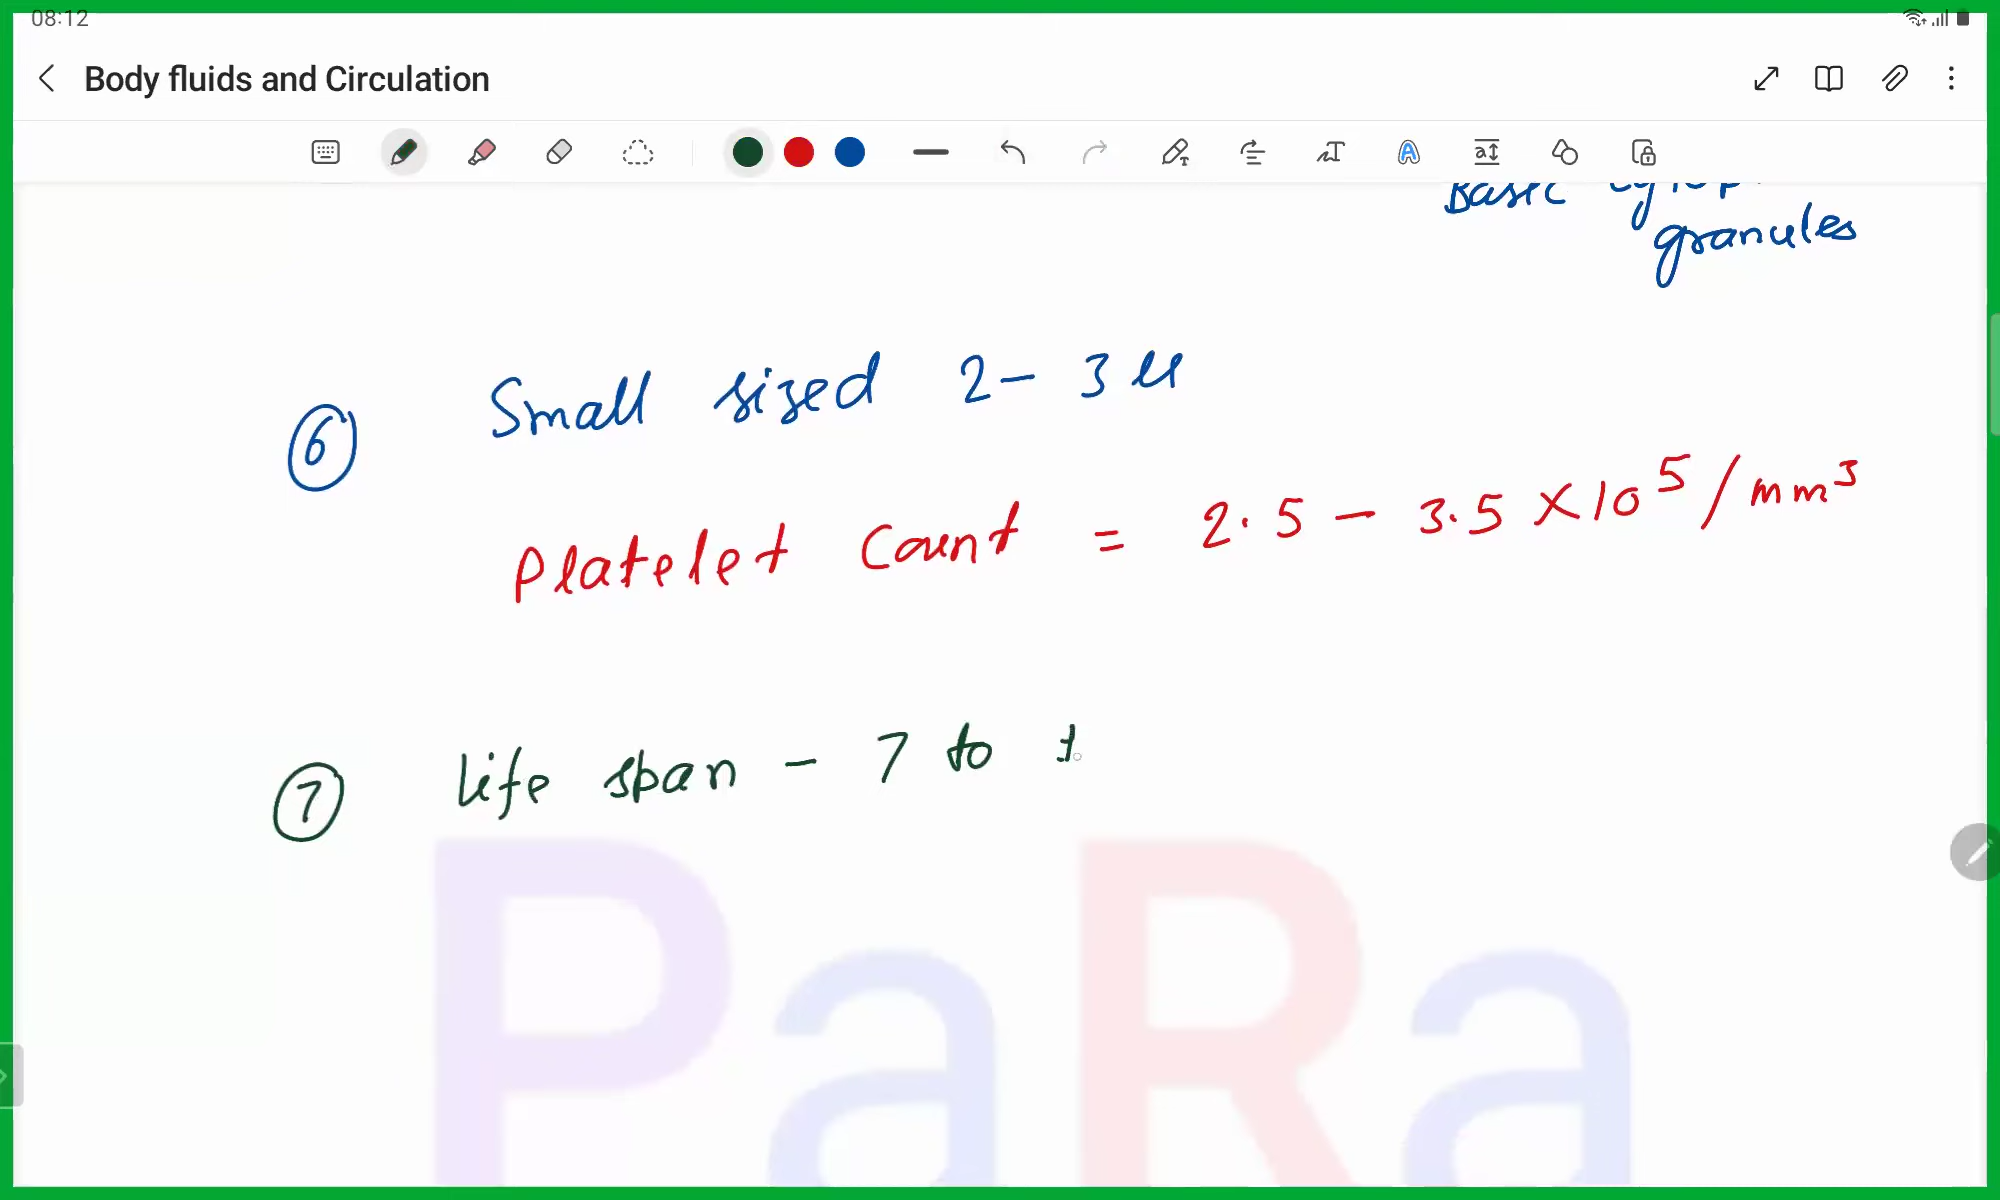 08:12
Body fluids and Circulation
Basic
granules
⑥ Small sized 2 - 3 µ
Platelet Count = 2.5 - 3.5 × 10⁵ / mm³
⑦ life span - 7 to
PaRa